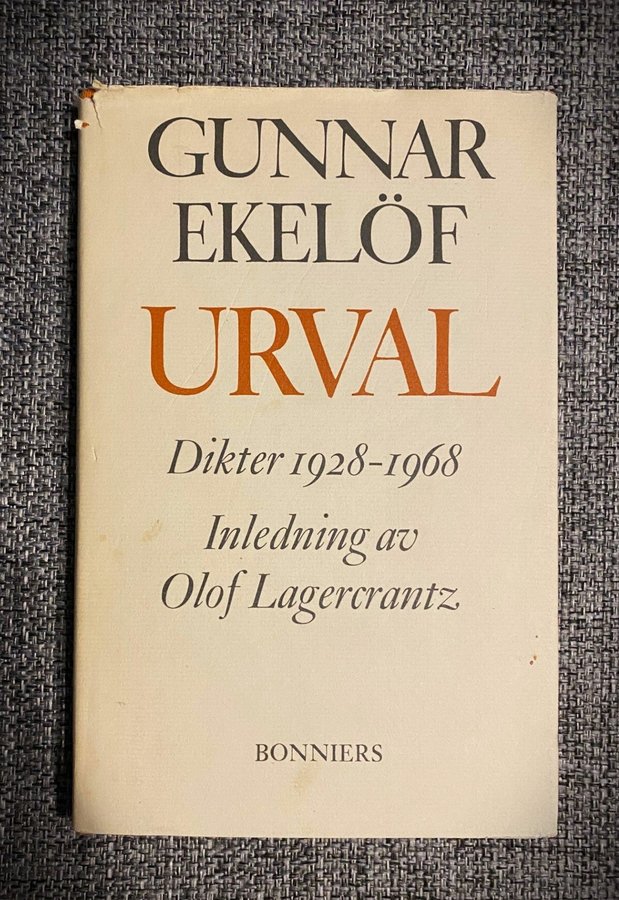 GUNNAR
EKELÖF
URVAL
Dikter 1928–1968
Inledning av
Olof Lagercrantz
BONNIERS